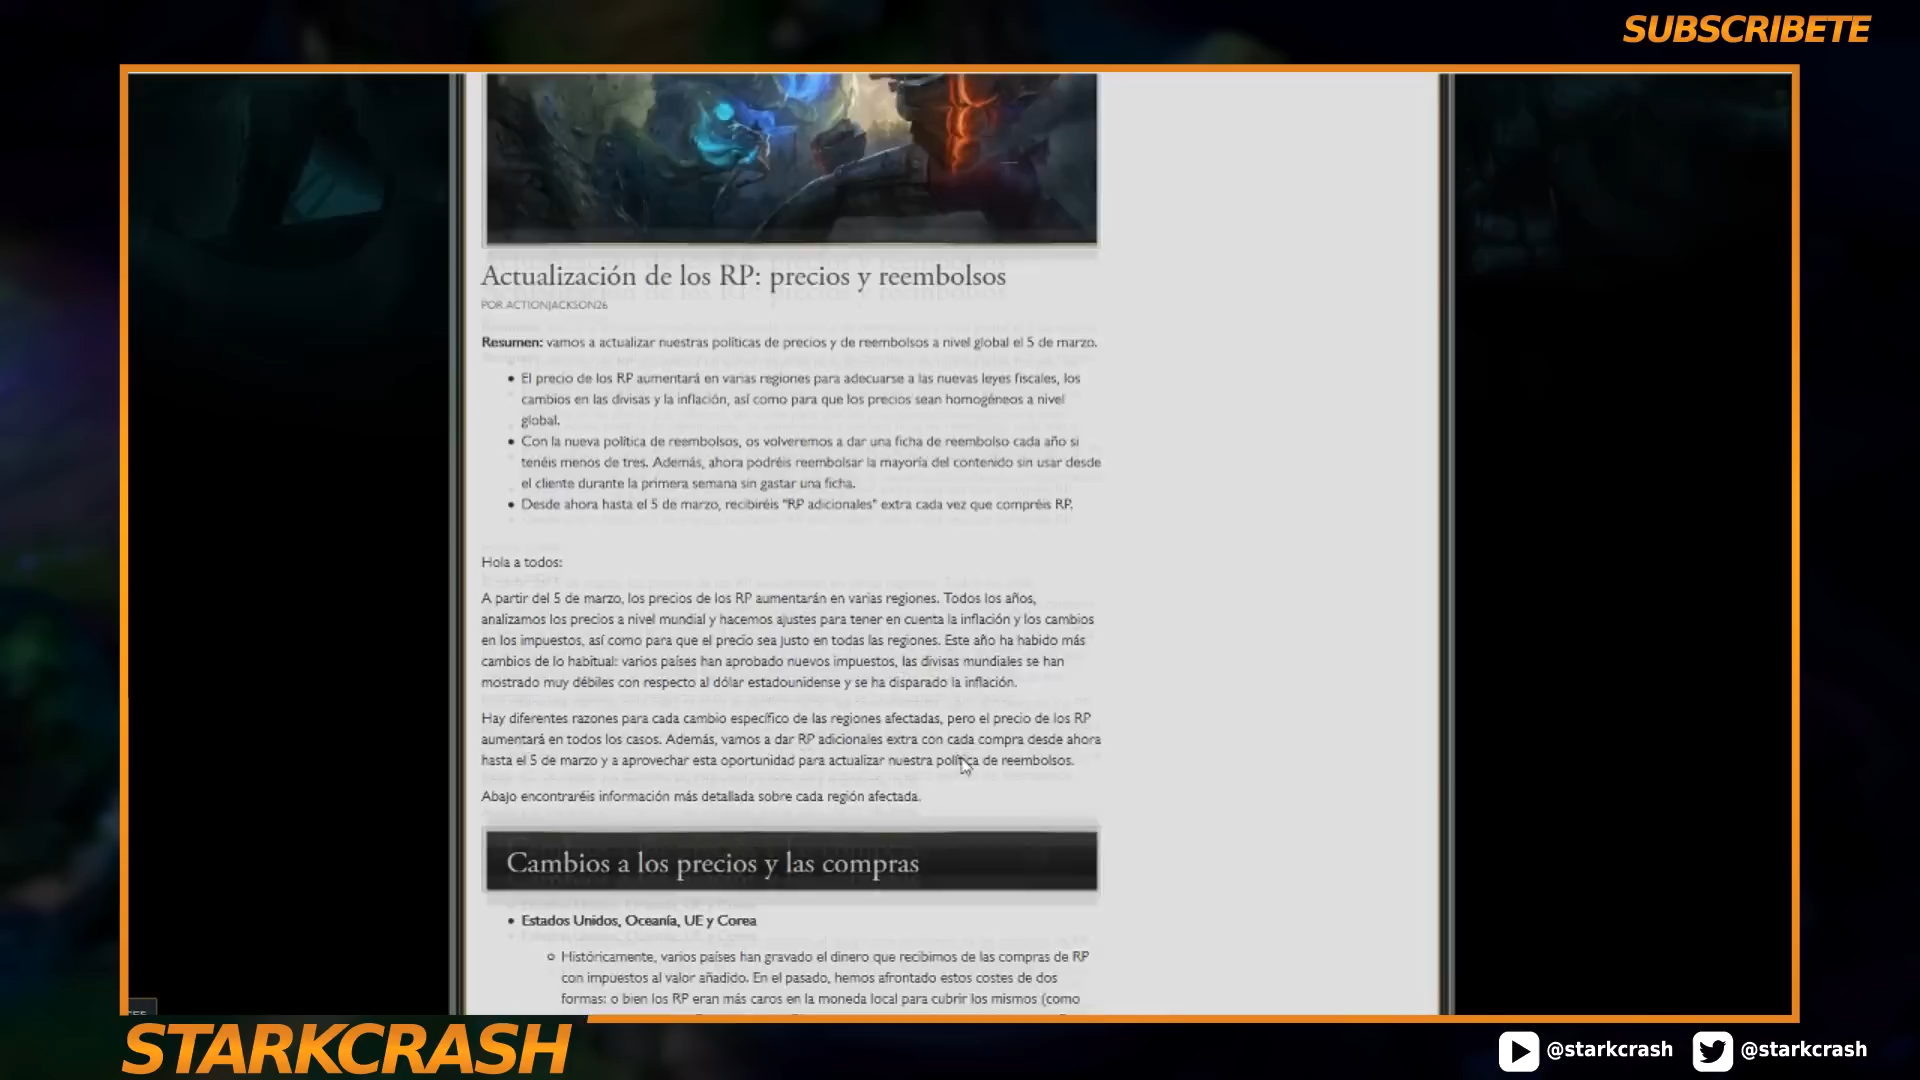 SUBSCRIBETE
Actualización de los RP: precios y reembolsos
POR ACTIONJACKSON26
Resumen: vamos a actualizar nuestras políticas de precios y de reembolsos a nivel global el 5 de marzo.
• El precio de los RP aumentará en varias regiones para adecuarse a las nuevas leyes fiscales, los
cambios en las divisas y la inflación, así como para que los precios sean homogéneos a nivel
global.
• Con la nueva política de reembolsos, os volveremos a dar una ficha de reembolso cada año si
tenéis menos de tres. Además, ahora podréis reembolsar la mayoría del contenido sin usar desde
el cliente durante la primera semana sin gastar una ficha.
• Desde ahora hasta el 5 de marzo, recibiréis "RP adicionales" extra cada vez que compréis RP.
Hola a todos:
A partir del 5 de marzo, los precios de los RP aumentarán en varias regiones. Todos los años,
analizamos los precios a nivel mundial y hacemos ajustes para tener en cuenta la inflación y los cambios
en los impuestos, así como para que el precio sea justo en todas las regiones. Este año ha habido más
cambios de lo habitual: varios países han aprobado nuevos impuestos, las divisas mundiales se han
mostrado muy débiles con respecto al dólar estadounidense y se ha disparado la inflación.
Hay diferentes razones para cada cambio específico de las regiones afectadas, pero el precio de los RP
aumentará en todos los casos. Además, vamos a dar RP adicionales extra con cada compra desde ahora
hasta el 5 de marzo y a aprovechar esta oportunidad para actualizar nuestra política de reembolsos.
Abajo encontraréis información más detallada sobre cada región afectada.
Cambios a los precios y las compras
• Estados Unidos, Oceanía, UE y Corea
Históricamente, varios países han gravado el dinero que recibimos de las compras de RP
con impuestos al valor añadido. En el pasado, hemos afrontado estos costes de dos
formas: o bien los RP eran más caros en la moneda local para cubrir los mismos (como
STARKCRASH
@starkcrash
@starkcrash